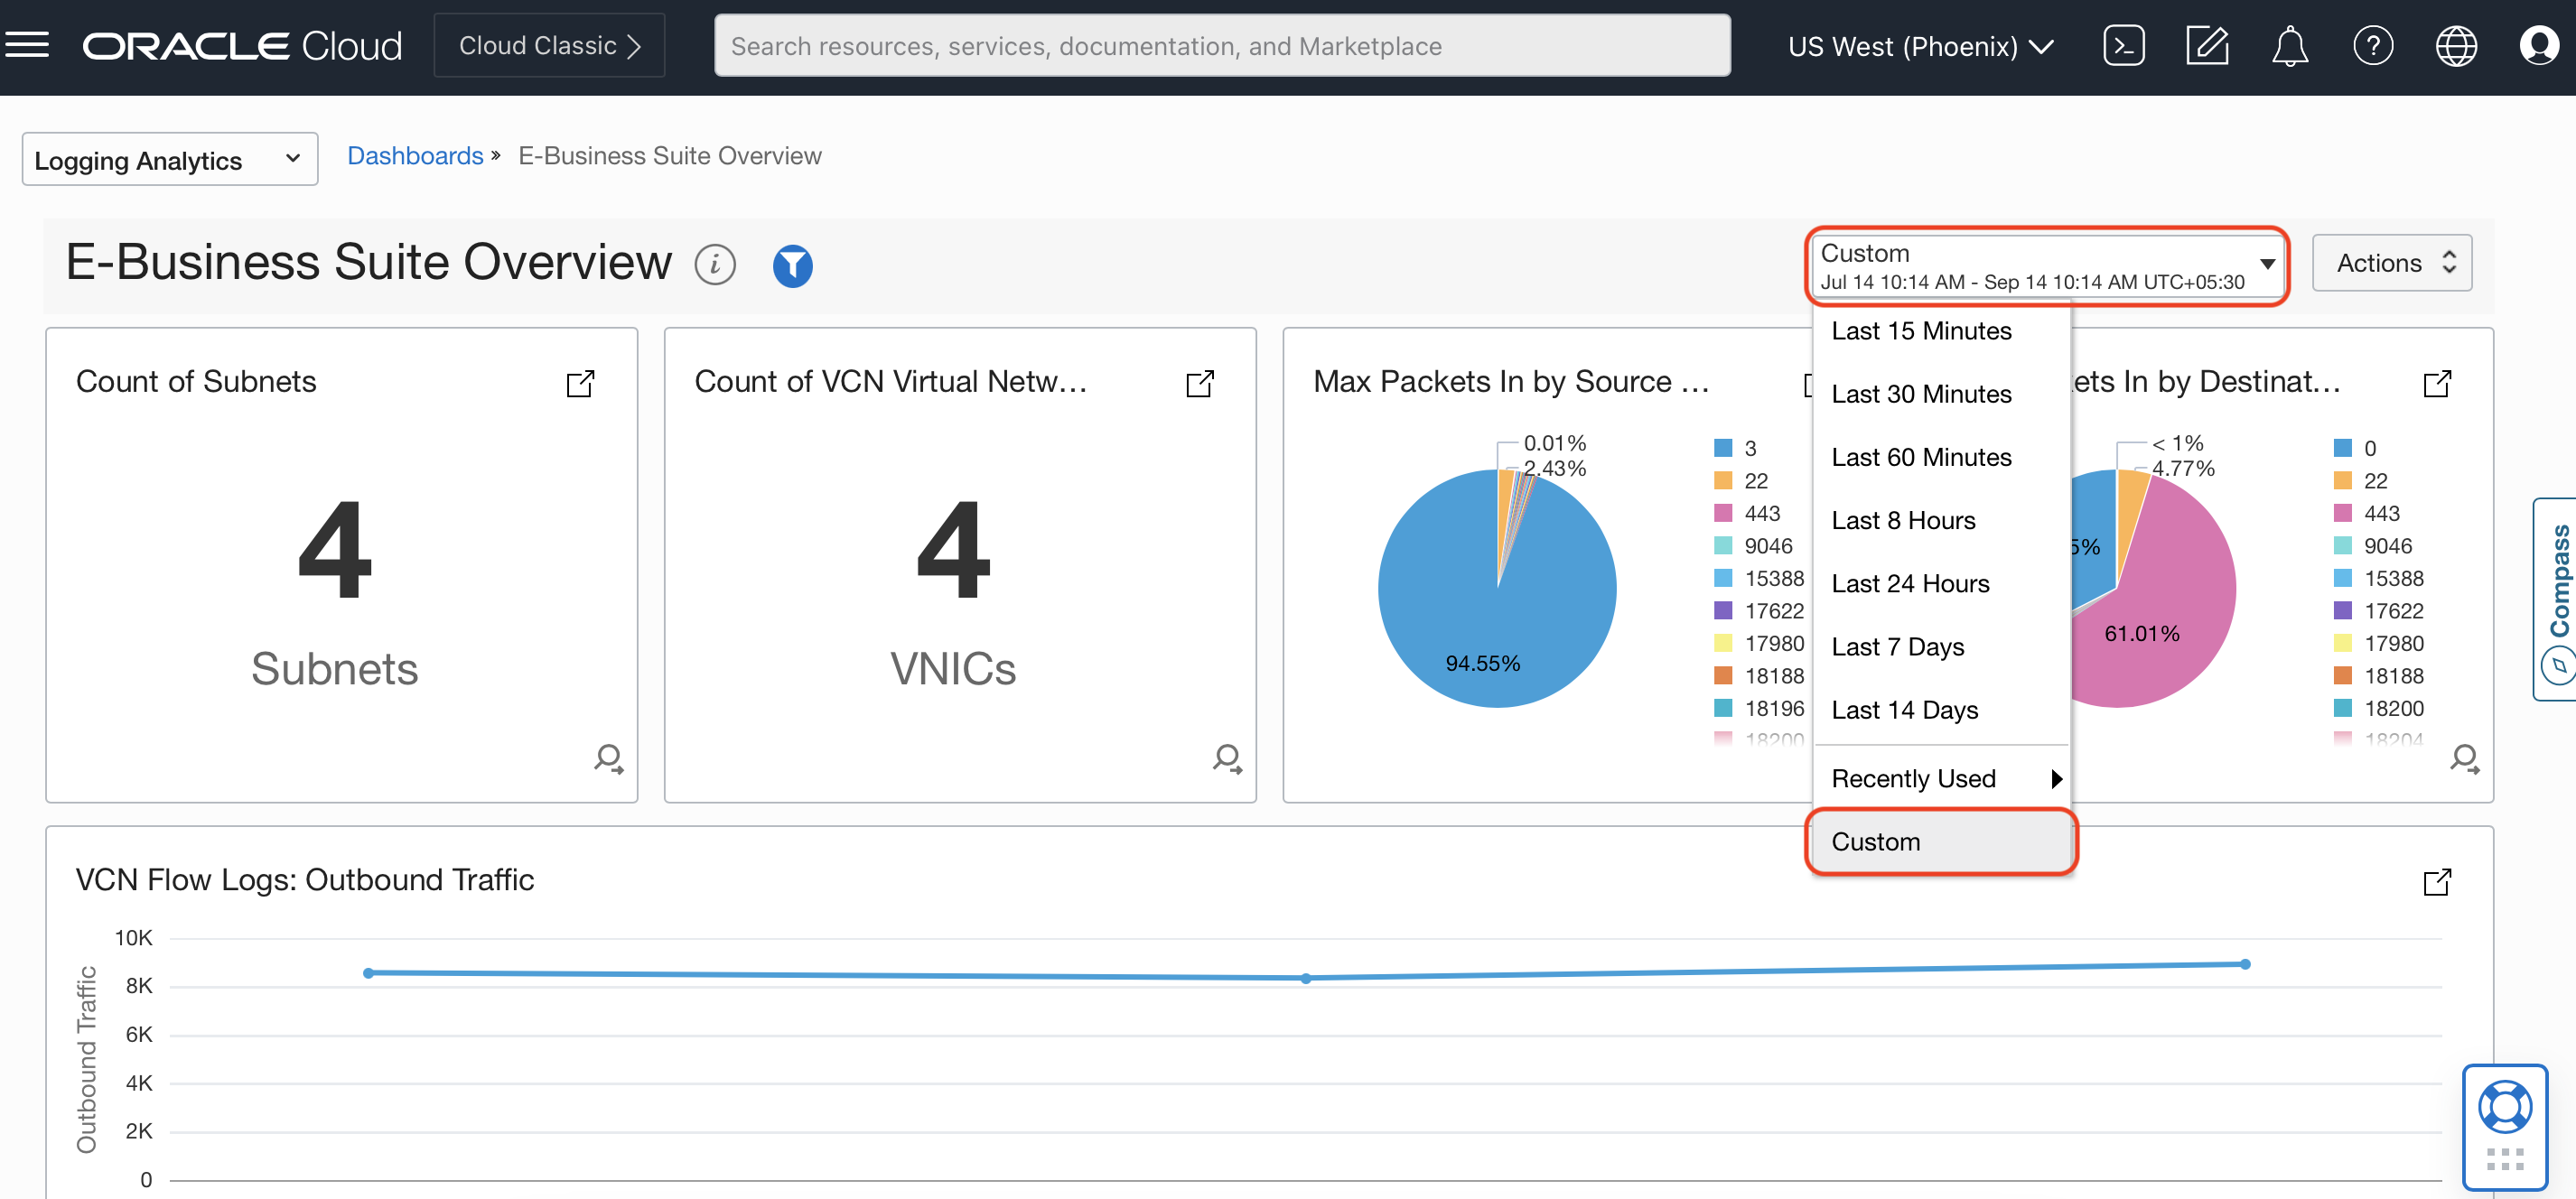 ORACLE Cloud
Cloud Classic
Search resources, services, documentation, and Marketplace
US West (Phoenix)
Logging Analytics
Dashboards » E-Business Suite Overview
E-Business Suite Overview
i
Custom
Jul 14 10:14 AM - Sep 14 10:14 AM UTC+05:30
Actions
Last 15 Minutes
Last 30 Minutes
Last 60 Minutes
Last 8 Hours
Last 24 Hours
Last 7 Days
Last 14 Days
Recently Used
Custom
Count of Subnets
4
Subnets
Count of VCN Virtual Netw...
4
VNICs
Max Packets In by Source ...
0.01%
2.43%
94.55%
3
22
443
9046
15388
17622
17980
18188
18196
18200
ets In by Destinat...
< 1%
4.77%
5%
61.01%
0
22
443
9046
15388
17622
17980
18188
18200
18204
Compass
VCN Flow Logs: Outbound Traffic
Outbound Traffic
10K
8K
6K
4K
2K
0